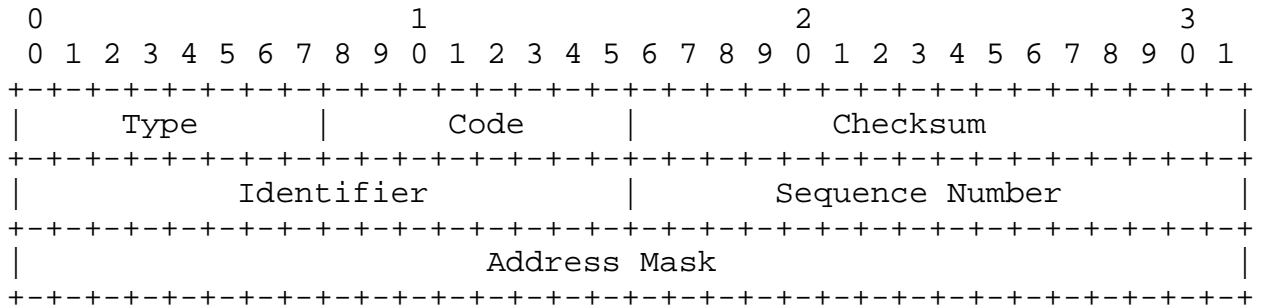 0                   1                   2                   3
 0 1 2 3 4 5 6 7 8 9 0 1 2 3 4 5 6 7 8 9 0 1 2 3 4 5 6 7 8 9 0 1
+-+-+-+-+-+-+-+-+-+-+-+-+-+-+-+-+-+-+-+-+-+-+-+-+-+-+-+-+-+-+-+-+
|     Type      |      Code     |          Checksum             |
+-+-+-+-+-+-+-+-+-+-+-+-+-+-+-+-+-+-+-+-+-+-+-+-+-+-+-+-+-+-+-+-+
|           Identifier          |       Sequence Number         |
+-+-+-+-+-+-+-+-+-+-+-+-+-+-+-+-+-+-+-+-+-+-+-+-+-+-+-+-+-+-+-+-+
|                        Address Mask                           |
+-+-+-+-+-+-+-+-+-+-+-+-+-+-+-+-+-+-+-+-+-+-+-+-+-+-+-+-+-+-+-+-+